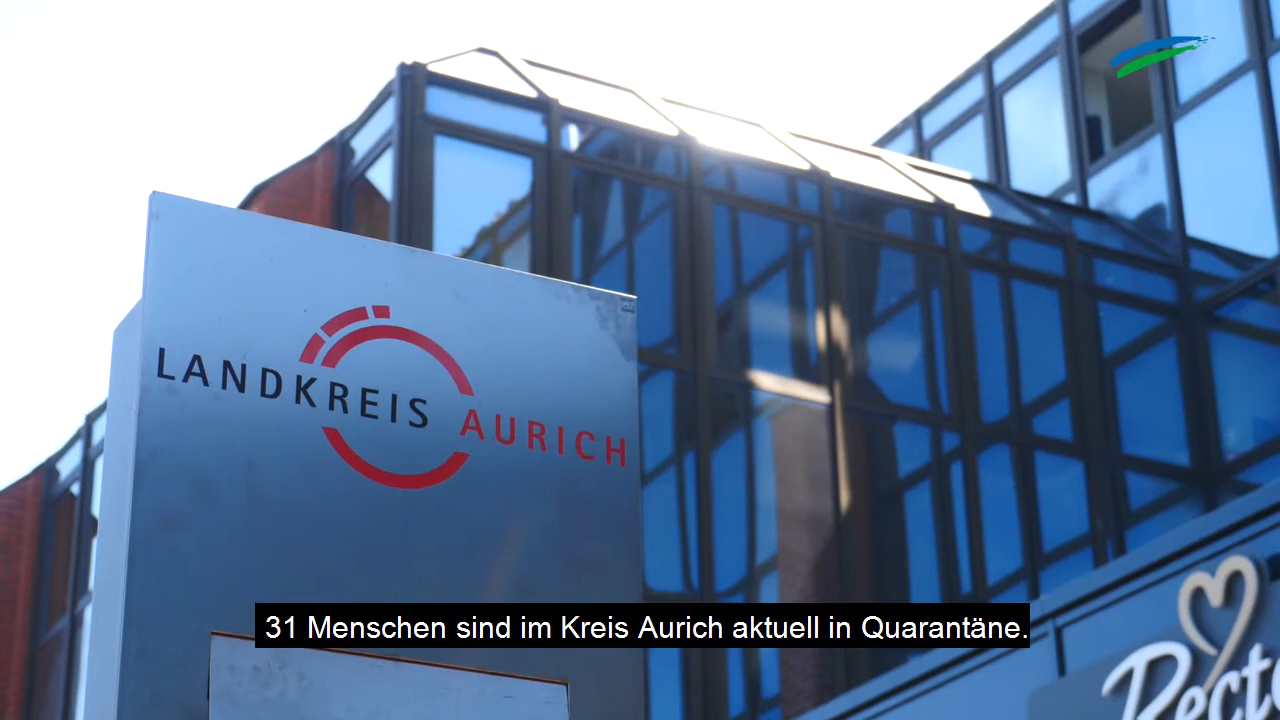 LANDKREIS AURICH
31 Menschen sind im Kreis Aurich aktuell in Quarantäne.